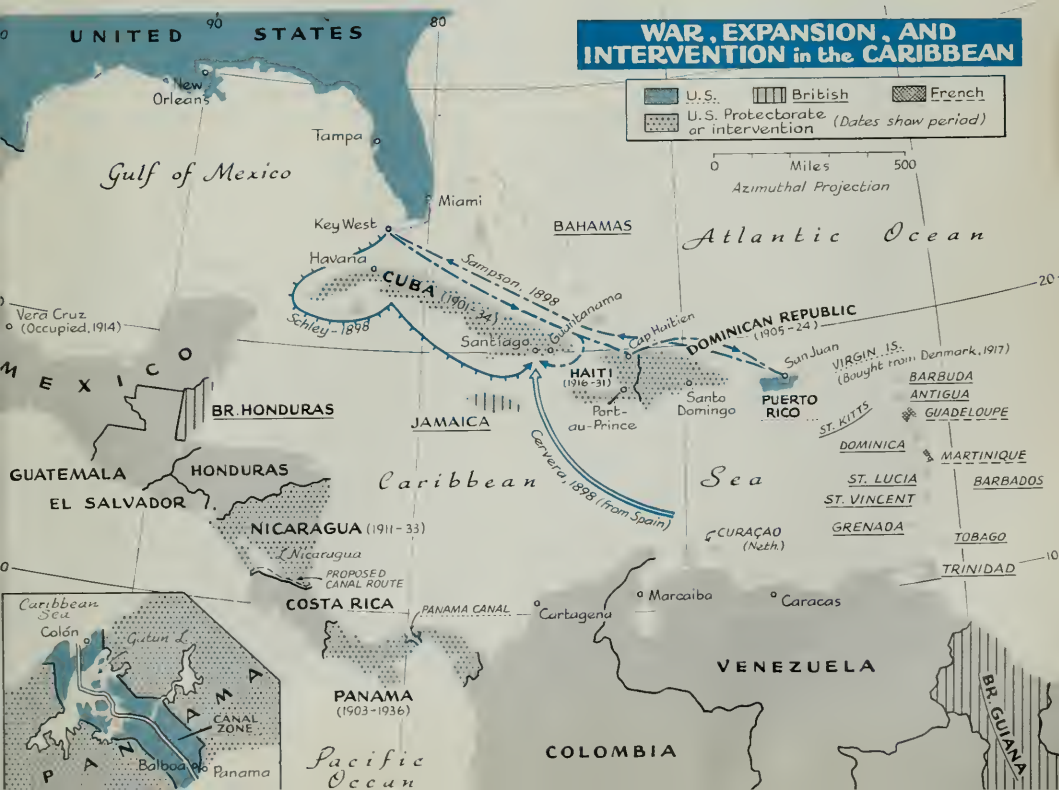 WAR, EXPANSION, AND
INTERVENTION in the CARIBBEAN
U.S.
British
French
U.S. Protectorate
or intervention
(Dates show period)
0 Miles 500
Azimuthal Projection
90
80
UNITED STATES
New
Orleans
Tampa
Gulf of Mexico
Miami
Key West
BAHAMAS
Atlantic Ocean
Havana
Sampson, 1898
CUBA (1901-34)
20
Vera Cruz
(Occupied, 1914)
Schley-1898
Guantanamo
Santiago
Cap Haitien
DOMINICAN REPUBLIC
(1905-24)
San Juan
VIRGIN IS.
(Bought from Denmark, 1917)
MEXICO
HAITI
(1916-31)
BARBUDA
ANTIGUA
BR. HONDURAS
JAMAICA
Port-
au-Prince
Santo
Domingo
PUERTO
RICO
ST. KITTS
GUADELOUPE
DOMINICA
MARTINIQUE
GUATEMALA
HONDURAS
EL SALVADOR
Caribbean Sea
Cervera, 1898 (from Spain)
ST. LUCIA
BARBADOS
ST. VINCENT
NICARAGUA (1911-33)
GRENADA
CURAÇAO
(Neth.)
TOBAGO
L. Nicaragua
PROPOSED
CANAL ROUTE
10
TRINIDAD
COSTA RICA
PANAMA CANAL
Cartagena
Marcaiba
Caracas
Caribbean
Sea
Colón
Gatun L.
VENEZUELA
PANAMA
(1903-1936)
CANAL
ZONE
PANAMA
Balboa
Panama
Pacific
Ocean
COLOMBIA
BR. GUIANA